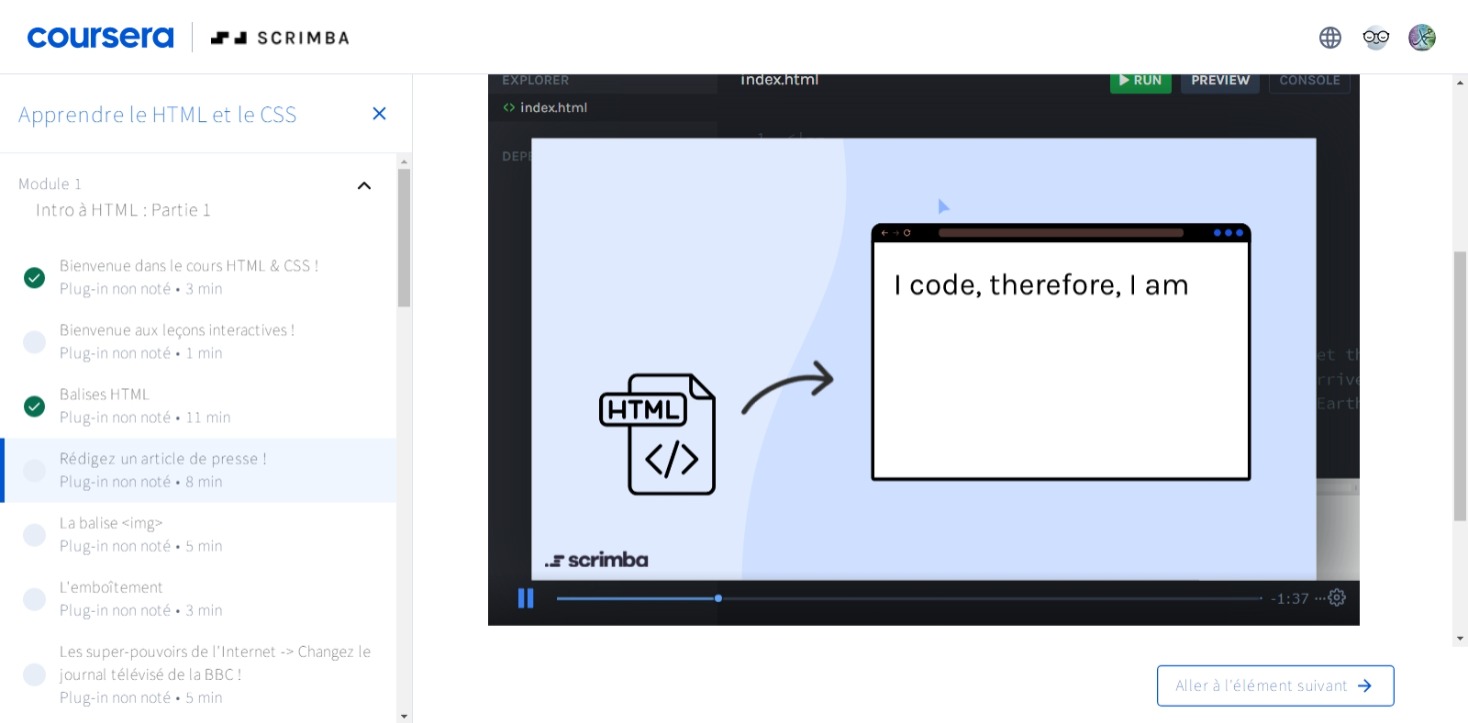 coursera
SCRIMBA
Apprendre le HTML et le CSS
Module 1
Intro à HTML : Partie 1
Bienvenue dans le cours HTML & CSS !
Plug-in non noté • 3 min
Bienvenue aux leçons interactives !
Plug-in non noté • 1 min
Balises HTML
Plug-in non noté • 11 min
Rédigez un article de presse !
Plug-in non noté • 8 min
La balise <img>
Plug-in non noté • 5 min
L'emboîtement
Plug-in non noté • 3 min
Les super-pouvoirs de l'Internet -> Changez le
journal télévisé de la BBC !
Plug-in non noté • 5 min
EXPLORER
index.html
RUN
PREVIEW
CONSOLE
<> index.html
I code, therefore, I am
HTML
</>
scrimba
Earth
-1:37
Aller à l'élément suivant